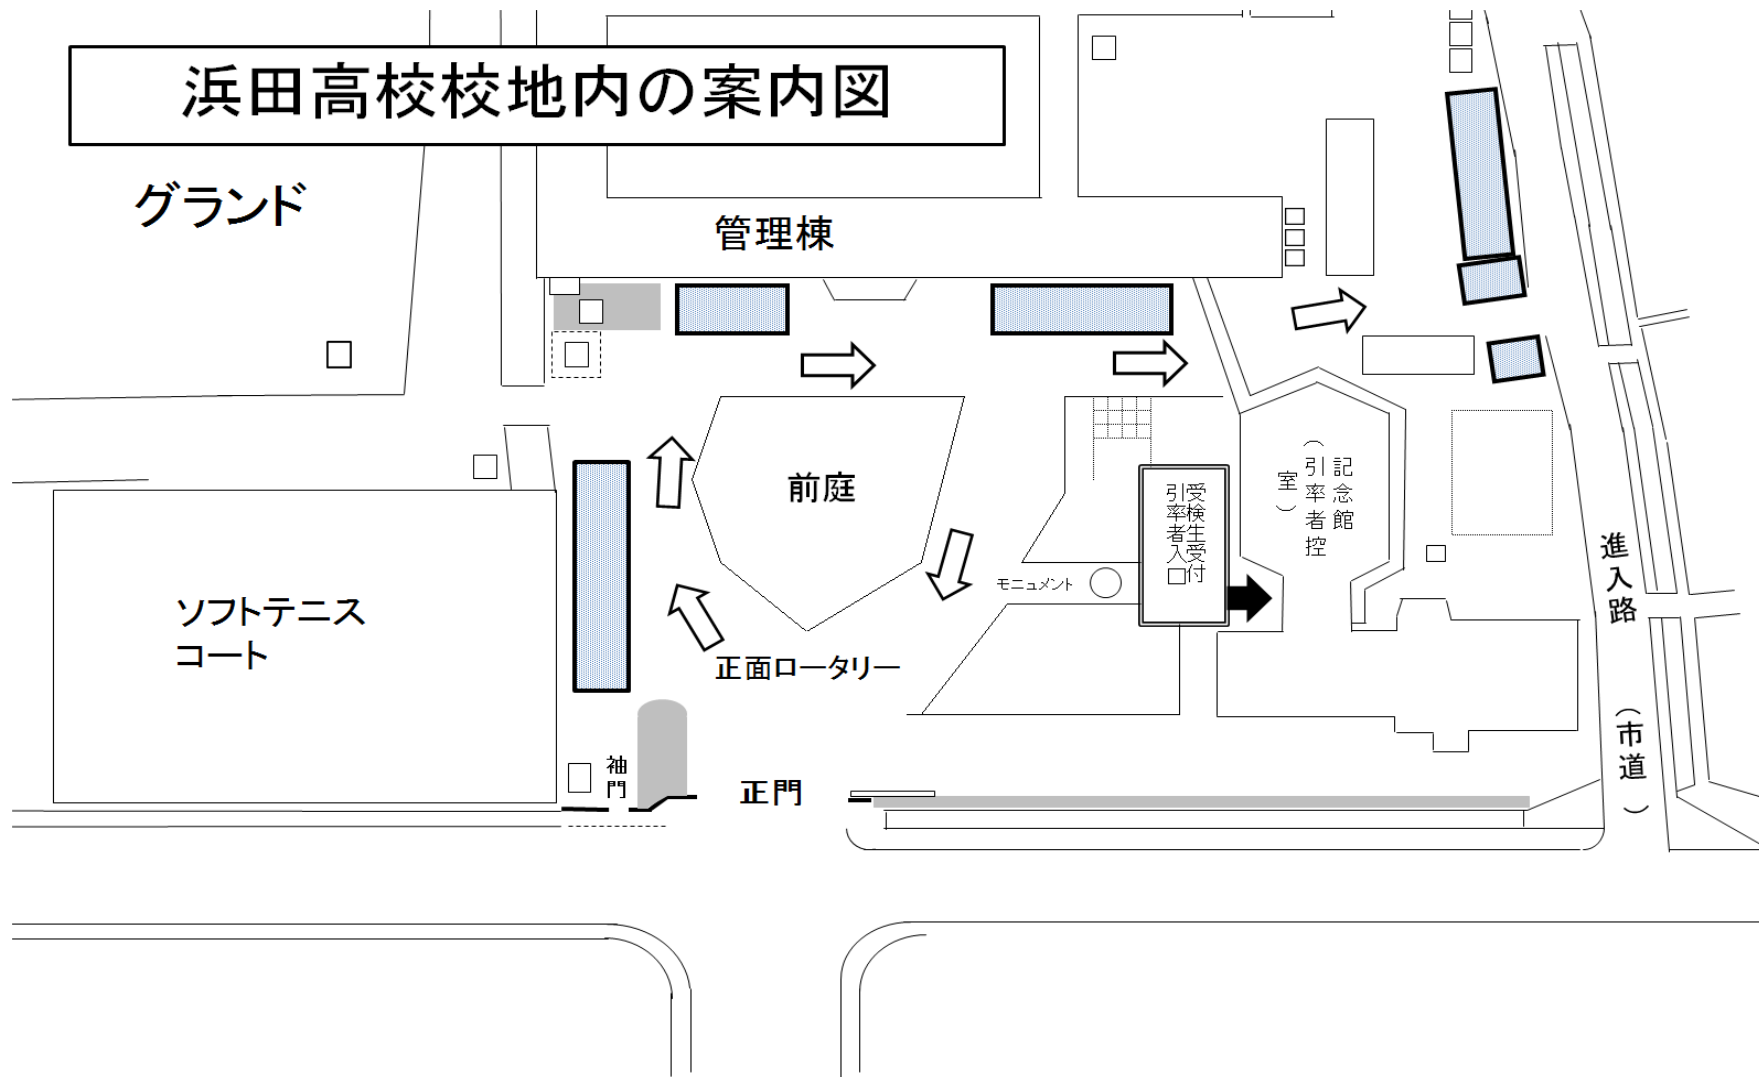 浜田高校校地内の案内図
グランド
管理棟
前庭
記念館
（引率者控
室）
受検生受付
引率者入口
モニュメント
進入路
（市道）
ソフトテニス
コート
正面ロータリー
袖門
正門